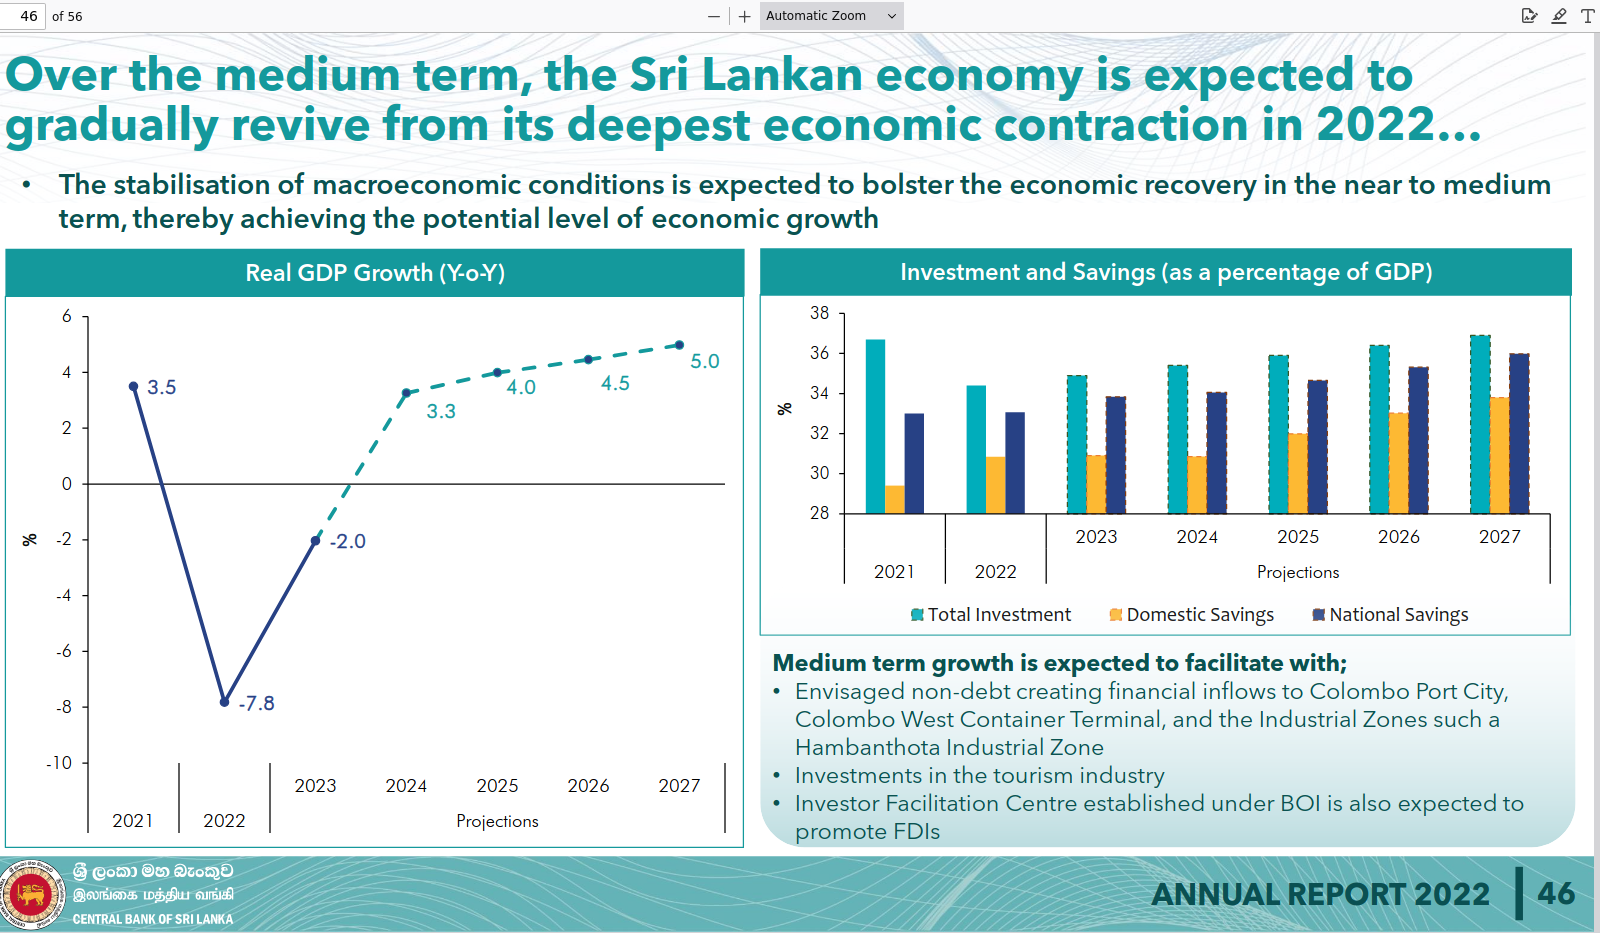 46 of 56
Automatic Zoom
Over the medium term, the Sri Lankan economy is expected to
gradually revive from its deepest economic contraction in 2022...
• The stabilisation of macroeconomic conditions is expected to bolster the economic recovery in the near to medium
term, thereby achieving the potential level of economic growth
Real GDP Growth (Y-o-Y)
6
4
2
0
-2
-4
-6
-8
-10
%
3.5
-7.8
-2.0
3.3
4.0
4.5
5.0
2023 2024 2025 2026 2027
2021 2022 Projections
Investment and Savings (as a percentage of GDP)
38
36
34
32
30
28
%
2023 2024 2025 2026 2027
2021 2022 Projections
Total Investment Domestic Savings National Savings
Medium term growth is expected to facilitate with;
• Envisaged non-debt creating financial inflows to Colombo Port City,
Colombo West Container Terminal, and the Industrial Zones such a
Hambanthota Industrial Zone
• Investments in the tourism industry
• Investor Facilitation Centre established under BOI is also expected to
promote FDIs
ශ්‍රී ලංකා මහ බැංකුව
இலங்கை மத்திய வங்கி
CENTRAL BANK OF SRI LANKA
ANNUAL REPORT 2022 46